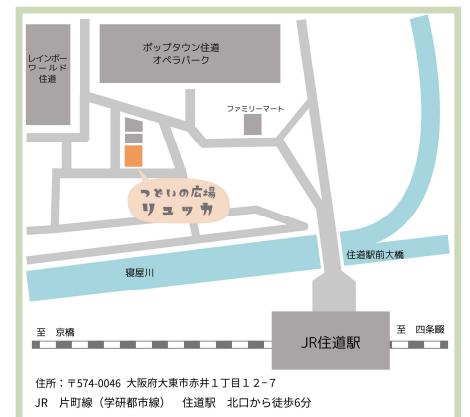 レインボー
ワールド
住道
ポップタウン住道
オペラパーク
ファミリーマート
つどいの広場
リュッカ
住道駅前大橋
寝屋川
JR住道駅
至 京橋
至 四条畷
住所：〒574-0046 大阪府大東市赤井１丁目１２−７
JR 片町線（学研都市線） 住道駅 北口から徒歩6分